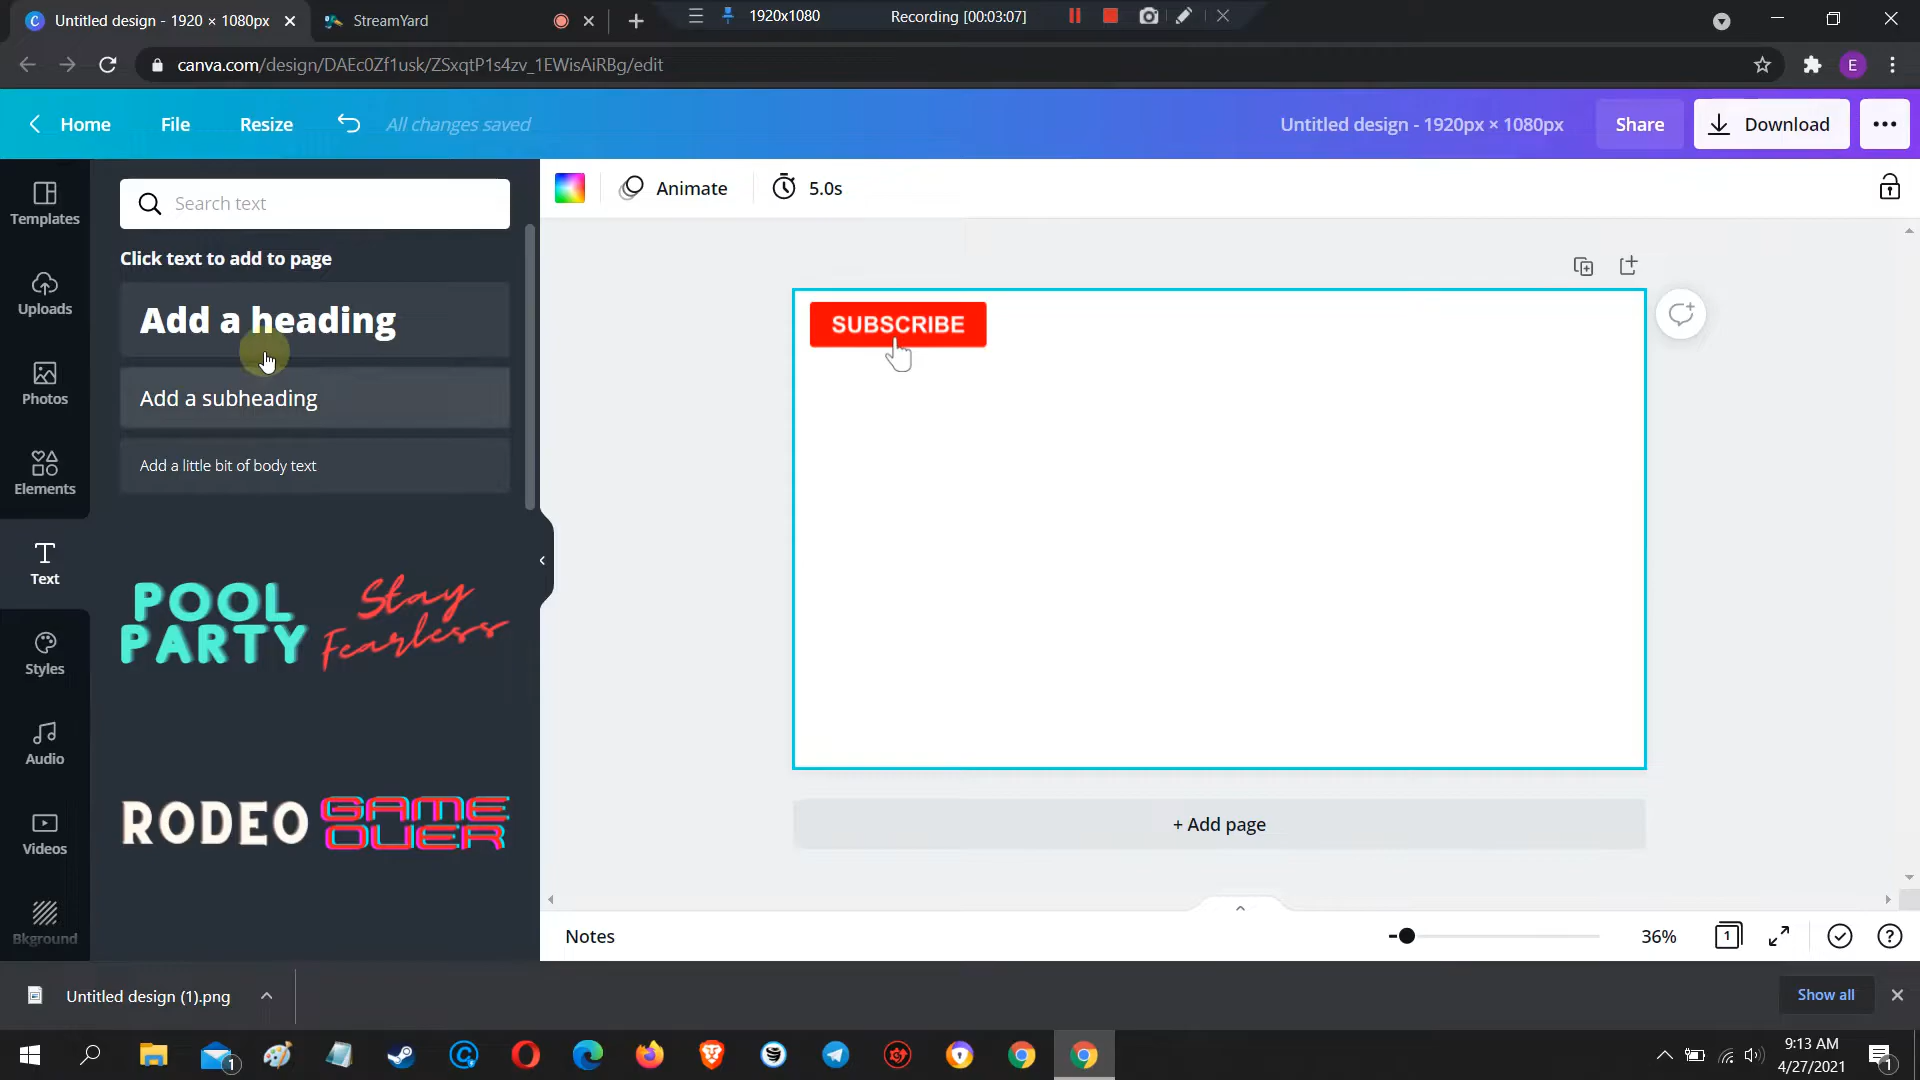 Untitled design - 1920 × 1080px
StreamYard
1920x1080
Recording [00:03:07]
canva.com/design/DAEc0Zf1usk/ZSxqtP1s4zv_1EWisAiRBg/edit
E
Home
File
Resize
All changes saved
Untitled design - 1920px × 1080px
Share
Download
Templates
Uploads
Photos
Elements
Text
Styles
Audio
Videos
Bkground
Search text
Click text to add to page
Add a heading
Add a subheading
Add a little bit of body text
POOL
PARTY
Stay
Fearless
RODEO
GAME
OVER
Animate
5.0s
SUBSCRIBE
+ Add page
Notes
36%
1
Untitled design (1).png
Show all
1
9:13 AM
4/27/2021
1